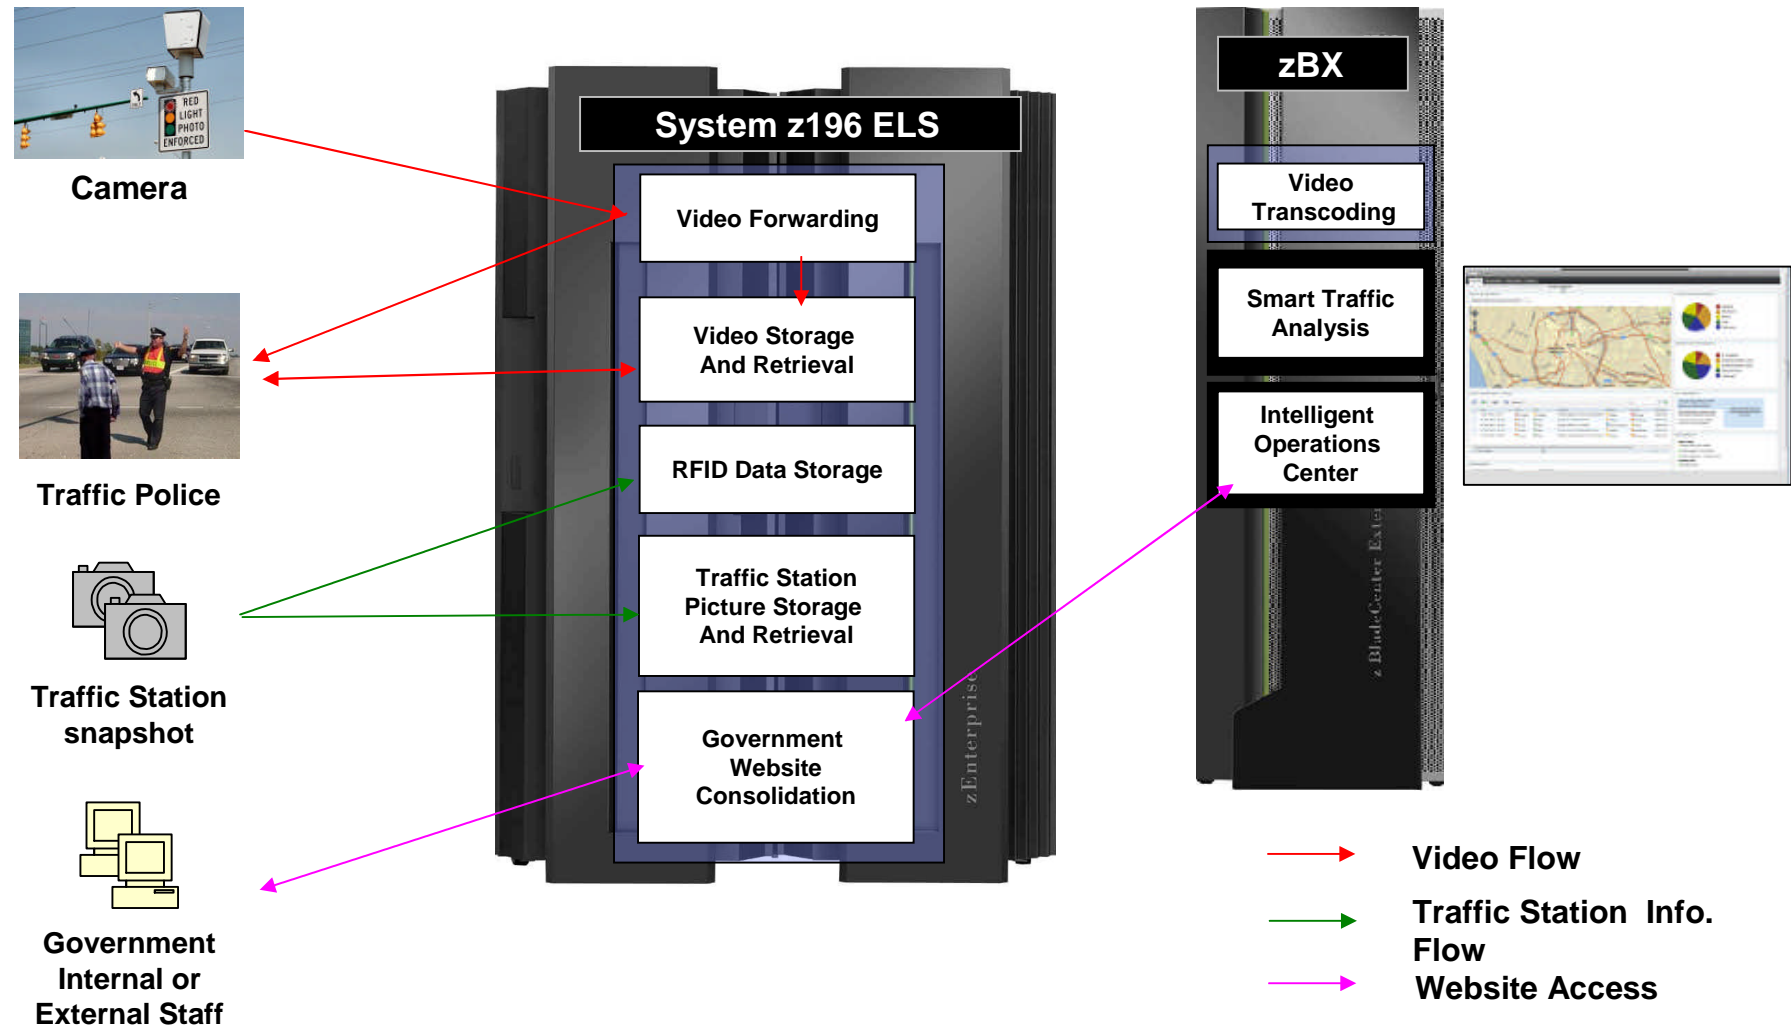 RED
LIGHT
PHOTO
ENFORCED
Camera
Traffic Police
Traffic Station
snapshot
Government
Internal or
External Staff
System z196 ELS
Video Forwarding
Video Storage
And Retrieval
RFID Data Storage
Traffic Station
Picture Storage
And Retrieval
Government
Website
Consolidation
zEnterprise
zBX
Video
Transcoding
Smart Traffic
Analysis
Intelligent
Operations
Center
z BladeCenter Exte
Video Flow
Traffic Station  Info.
Flow
Website Access